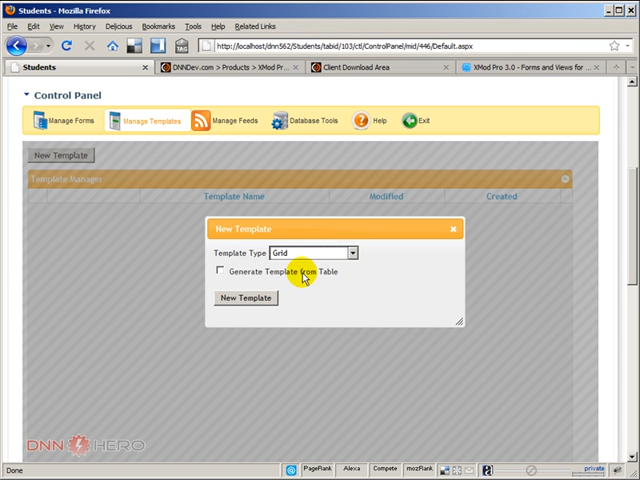 Students - Mozilla Firefox
File Edit View History Delicious Bookmarks Tools Help Related Links
http://localhost/dnn562/Students/tabid/103/ctl/ControlPanel/mid/446/Default.aspx
Students
DNNDev.com > Products > XMod Pr...
Client Download Area
XMod Pro 3.0 - Forms and Views for ...
Control Panel
Manage Forms Manage Templates Manage Feeds Database Tools Help Exit
New Template
Template Manager
Template Name Modified Created
New Template
Template Type Grid
Generate Template from Table
New Template
DNN HERO
Done PageRank Alexa Compete mozRank private